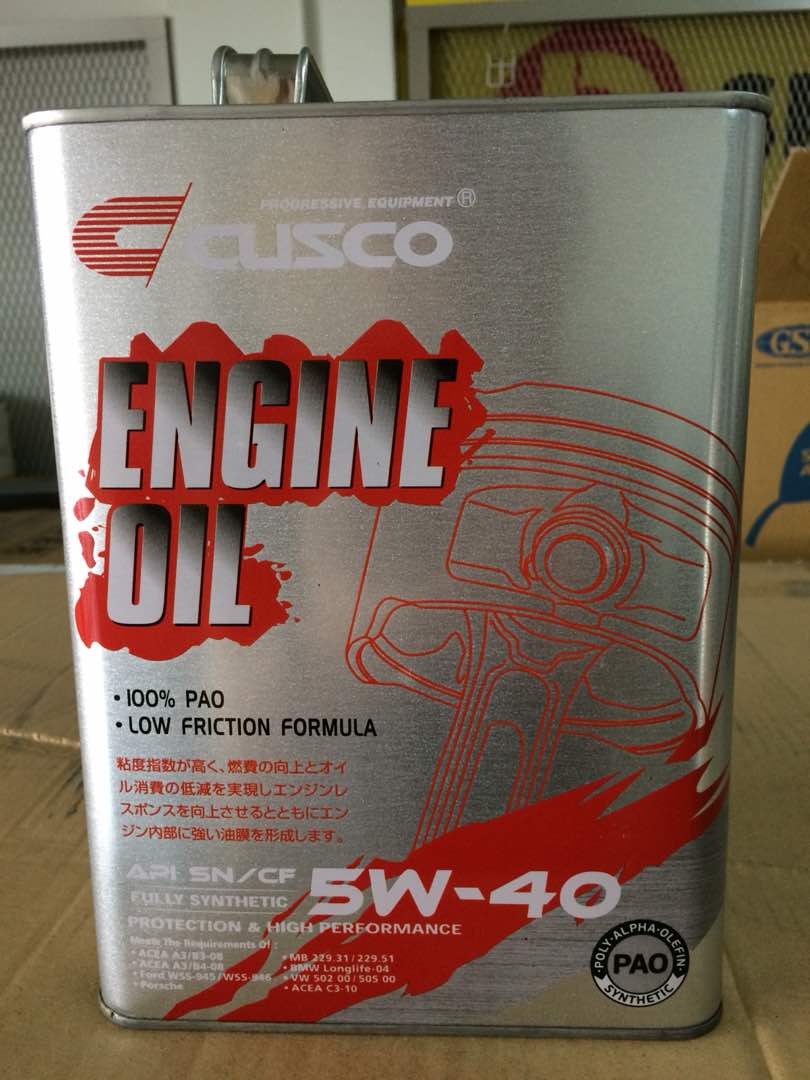 PROGRESSIVE EQUIPMENT®
CUSCO
ENGINE
OIL
• 100% PAO
• LOW FRICTION FORMULA
粘度指数が高く、燃費の向上とオイ
ル消費の低減を実現しエンジンレ
スポンスを向上させるとともにエン
ジン内部に強い油膜を形成します。
API SN/CF 5W-40
FULLY SYNTHETIC
PROTECTION & HIGH PERFORMANCE
Meets The Requirements Of :
• ACEA A3/B3-08
• ACEA A3/B4-08
• Ford WSS-945/WSS-946
• Porsche
• MB 229.31/229.51
• BMW Longlife-04
• VW 502 00/505 00
• ACEA C3-10
POLY-ALPHA-OLEFIN
PAO
SYNTHETIC
GS